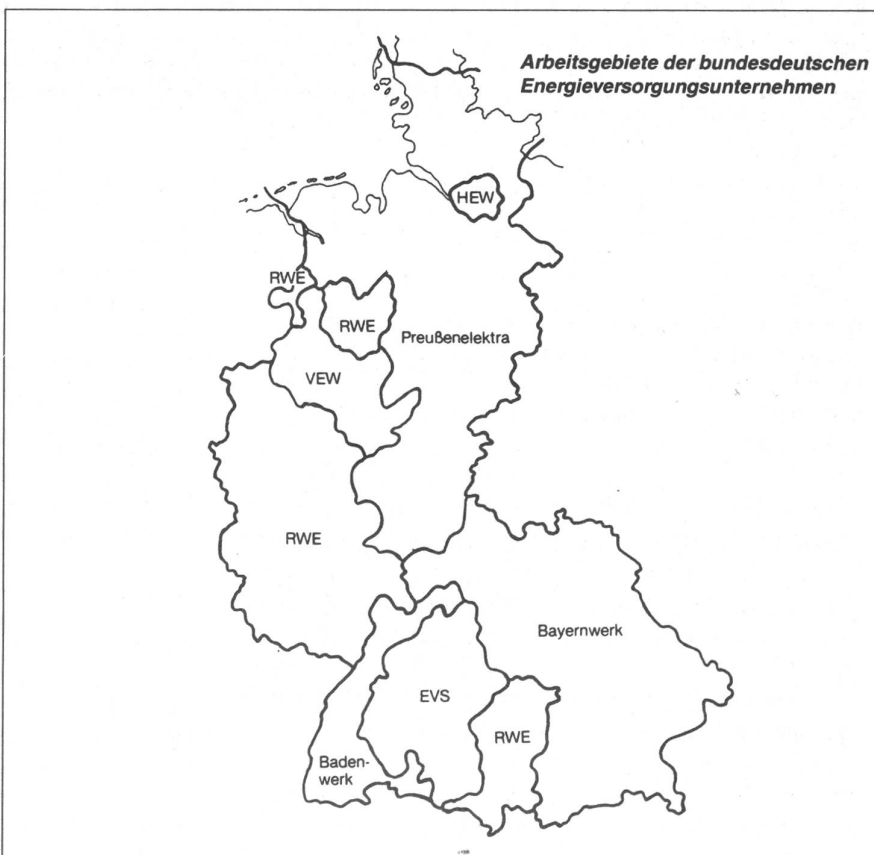 Arbeitsgebiete der bundesdeutschen
Energieversorgungsunternehmen
HEW
RWE
RWE
Preußenelektra
VEW
RWE
Bayernwerk
EVS
RWE
Baden-
werk